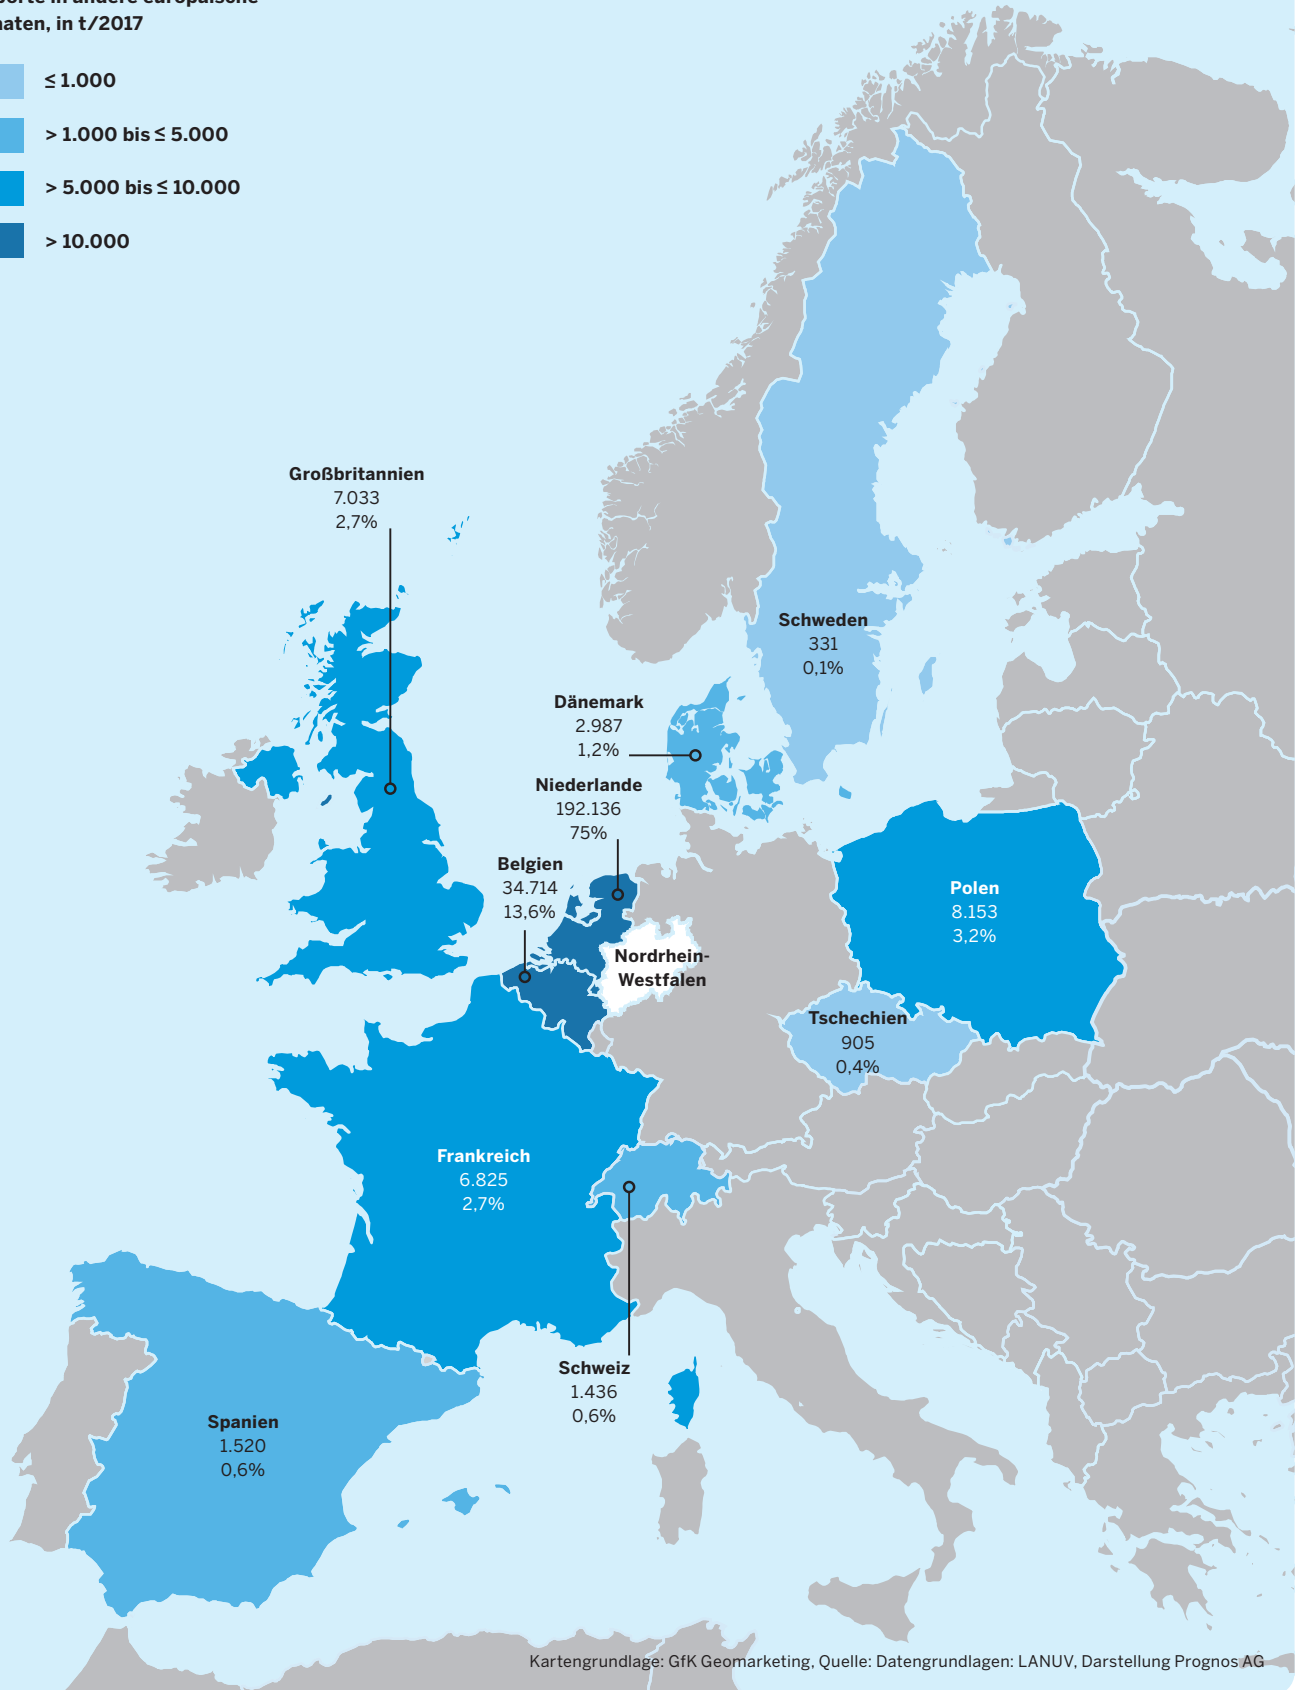 in andere europäische
in t/2017
≤ 1.000
> 1.000 bis ≤ 5.000
> 5.000 bis ≤ 10.000
> 10.000
Großbritannien
7.033
2,7%
Schweden
331
0,1%
Dänemark
2.987
1,2%
Niederlande
192.136
75%
Belgien
34.714
13,6%
Polen
8.153
3,2%
Nordrhein-
Westfalen
Tschechien
905
0,4%
Frankreich
6.825
2,7%
Schweiz
1.436
0,6%
Spanien
1.520
0,6%
Kartengrundlage: GfK Geomarketing, Quelle: Datengrundlagen: LANUV, Darstellung Prognos AG